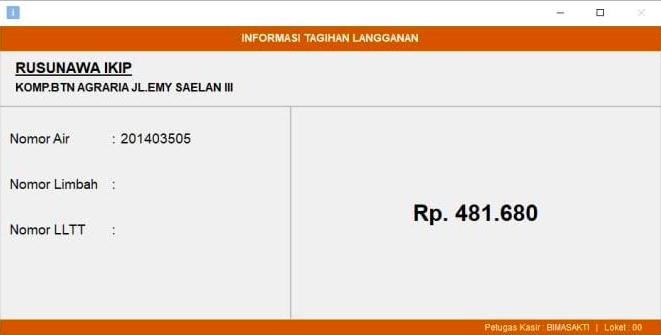 INFORMASI TAGIHAN LANGGANAN
RUSUNAWA IKIP
KOMP.BTN AGRARIA JL.EMY SAELAN III
Nomor Air : 201403505
Nomor Limbah :
Nomor LLTT :
Rp. 481.680
Petugas Kasir : BIMASAKTI | Loket : 00